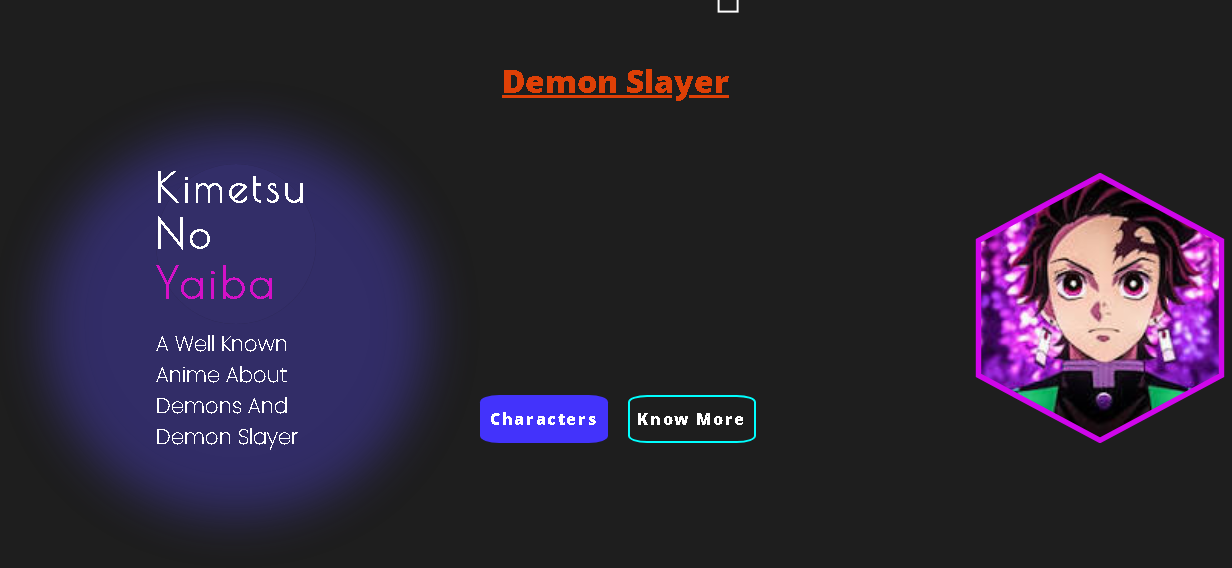 Demon Slayer
Kimetsu
No
Yaiba
A Well Known
Anime About
Demons And
Demon Slayer
Characters
Know More